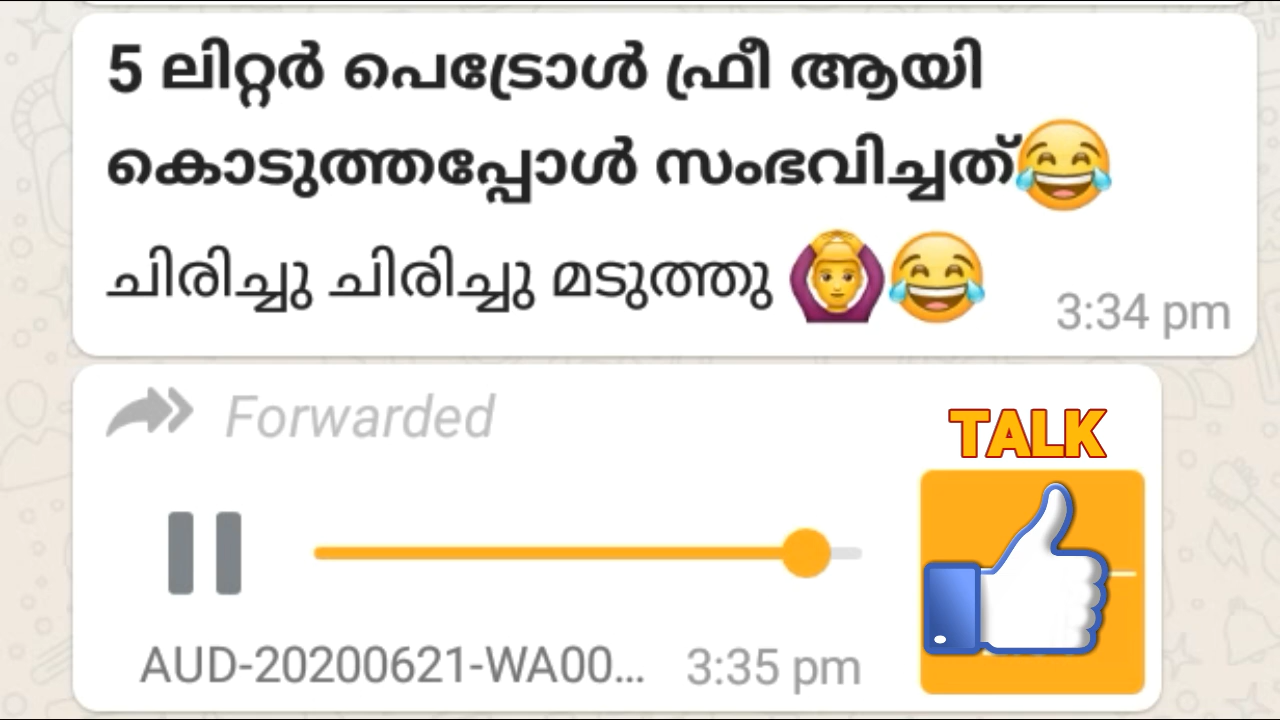 5 ലിറ്റർ പെട്രോൾ ഫ്രീ ആയി
കൊടുത്തപ്പോൾ സംഭവിച്ചത്😂
ചിരിച്ചു ചിരിച്ചു മടുത്തു 🙆😂
3:34 pm
Forwarded
TALK
AUD-20200621-WA00...
3:35 pm